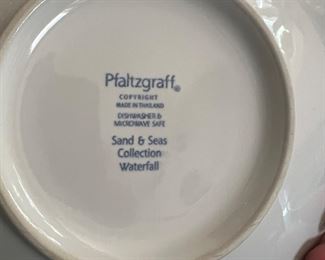 Pfaltzgraff®
COPYRIGHT
MADE IN THAILAND
DISHWASHER &
MICROWAVE SAFE
Sand & Seas
Collection
Waterfall